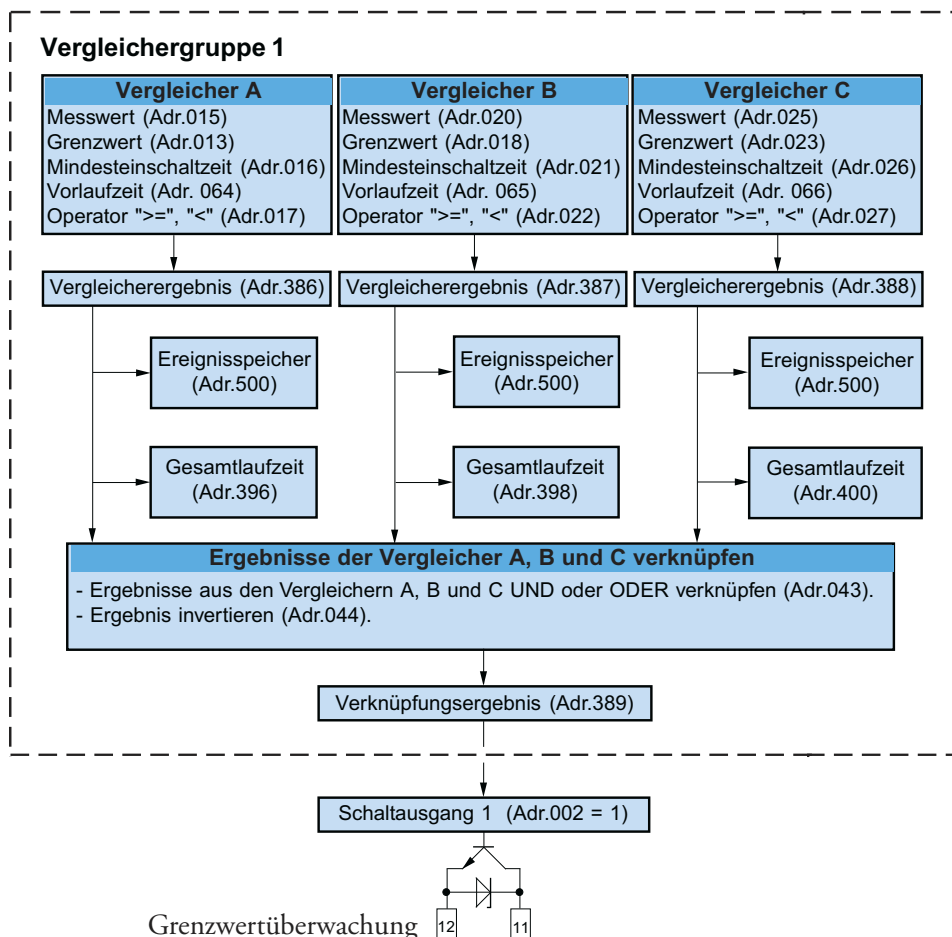 Vergleichergruppe 1
Vergleicher A
Messwert (Adr.015)
Grenzwert (Adr.013)
Mindesteinschaltzeit (Adr.016)
Vorlaufzeit (Adr. 064)
Operator ">=", "<" (Adr.017)
Vergleicher B
Messwert (Adr.020)
Grenzwert (Adr.018)
Mindesteinschaltzeit (Adr.021)
Vorlaufzeit (Adr. 065)
Operator ">=", "<" (Adr.022)
Vergleicher C
Messwert (Adr.025)
Grenzwert (Adr.023)
Mindesteinschaltzeit (Adr.026)
Vorlaufzeit (Adr. 066)
Operator ">=", "<" (Adr.027)
Vergleicherergebnis (Adr.386)
Vergleicherergebnis (Adr.387)
Vergleicherergebnis (Adr.388)
Ereignisspeicher
(Adr.500)
Ereignisspeicher
(Adr.500)
Ereignisspeicher
(Adr.500)
Gesamtlaufzeit
(Adr.396)
Gesamtlaufzeit
(Adr.398)
Gesamtlaufzeit
(Adr.400)
Ergebnisse der Vergleicher A, B und C verknüpfen
- Ergebnisse aus den Vergleichern A, B und C UND oder ODER verknüpfen (Adr.043).
- Ergebnis invertieren (Adr.044).
Verknüpfungsergebnis (Adr.389)
Schaltausgang 1 (Adr.002 = 1)
Grenzwertüberwachung 12 11